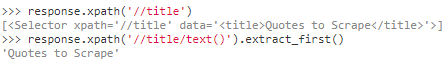 >>> response.xpath('//title')
[<Selector xpath='//title' data='<title>Quotes to Scrape</title>'>]
>>> response.xpath('//title/text()').extract_first()
'Quotes to Scrape'